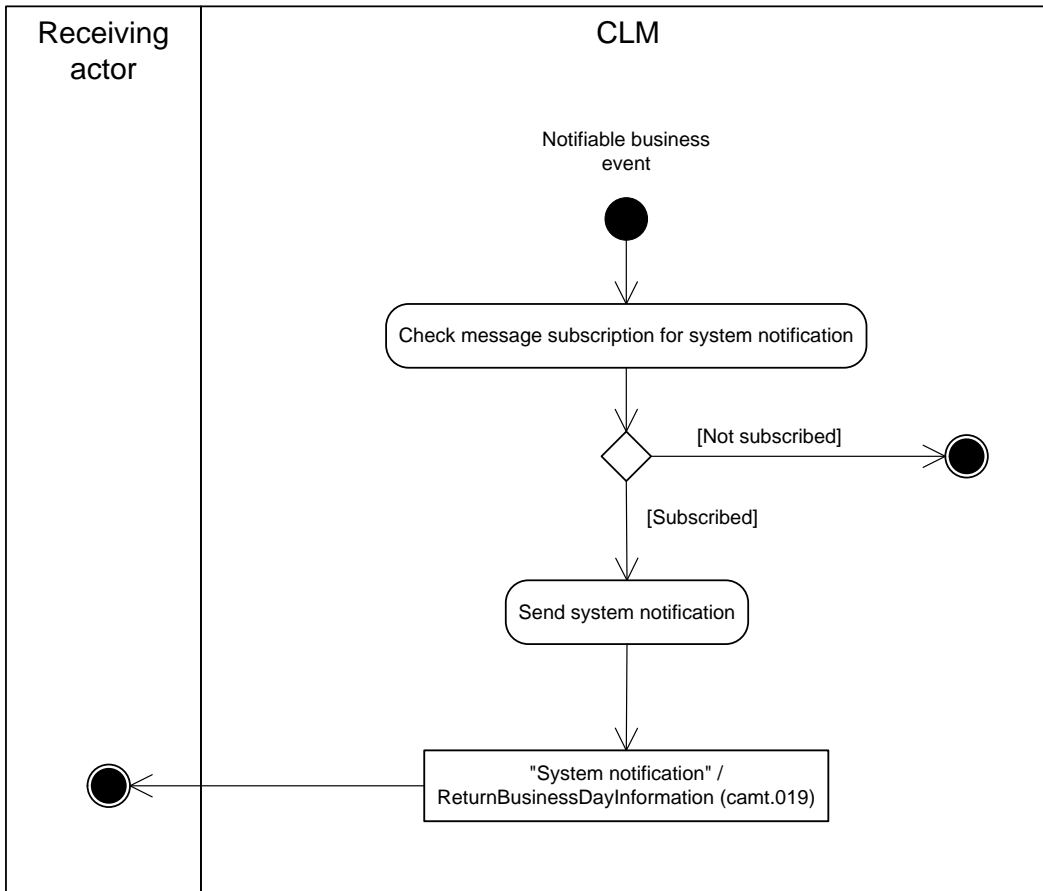 Receiving
actor
CLM
Notifiable business
event
Check message subscription for system notification
[Not subscribed]
[Subscribed]
Send system notification
"System notification" /
ReturnBusinessDayInformation (camt.019)